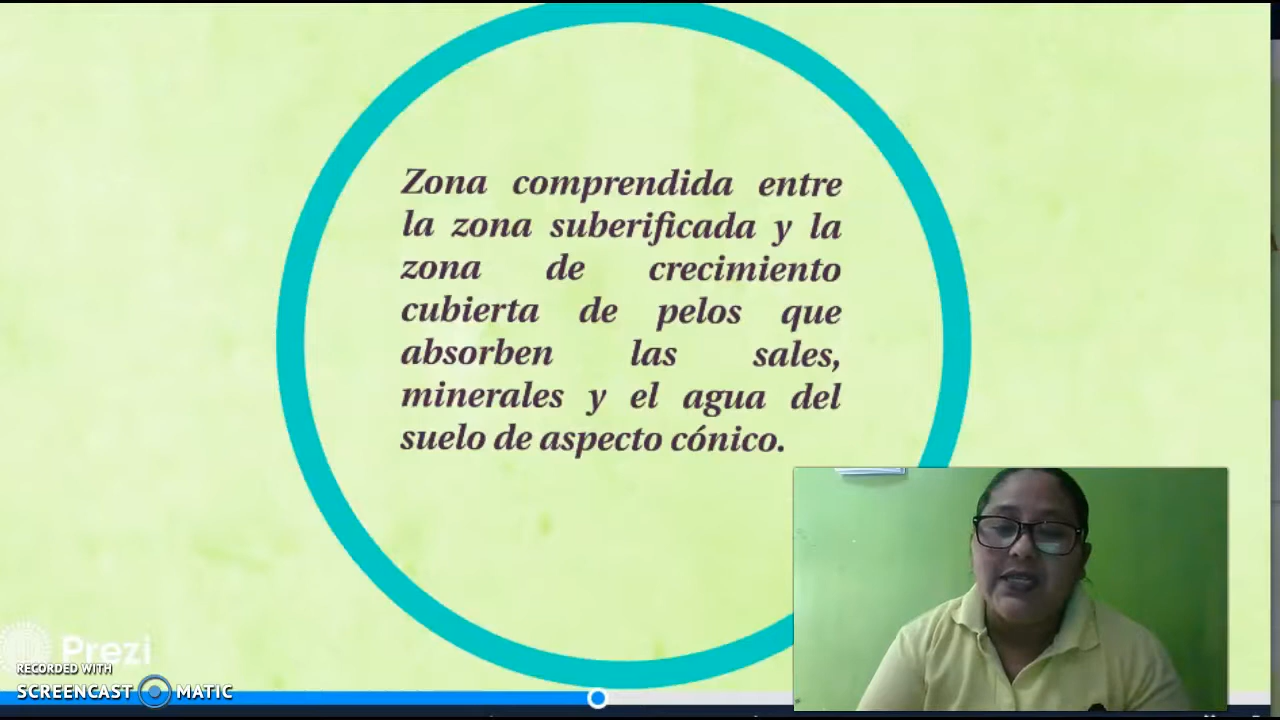 Zona comprendida entre
la zona suberificada y la
zona de crecimiento
cubierta de pelos que
absorben las sales,
minerales y el agua del
suelo de aspecto cónico.
Prezi
RECORDED WITH
SCREENCAST MATIC